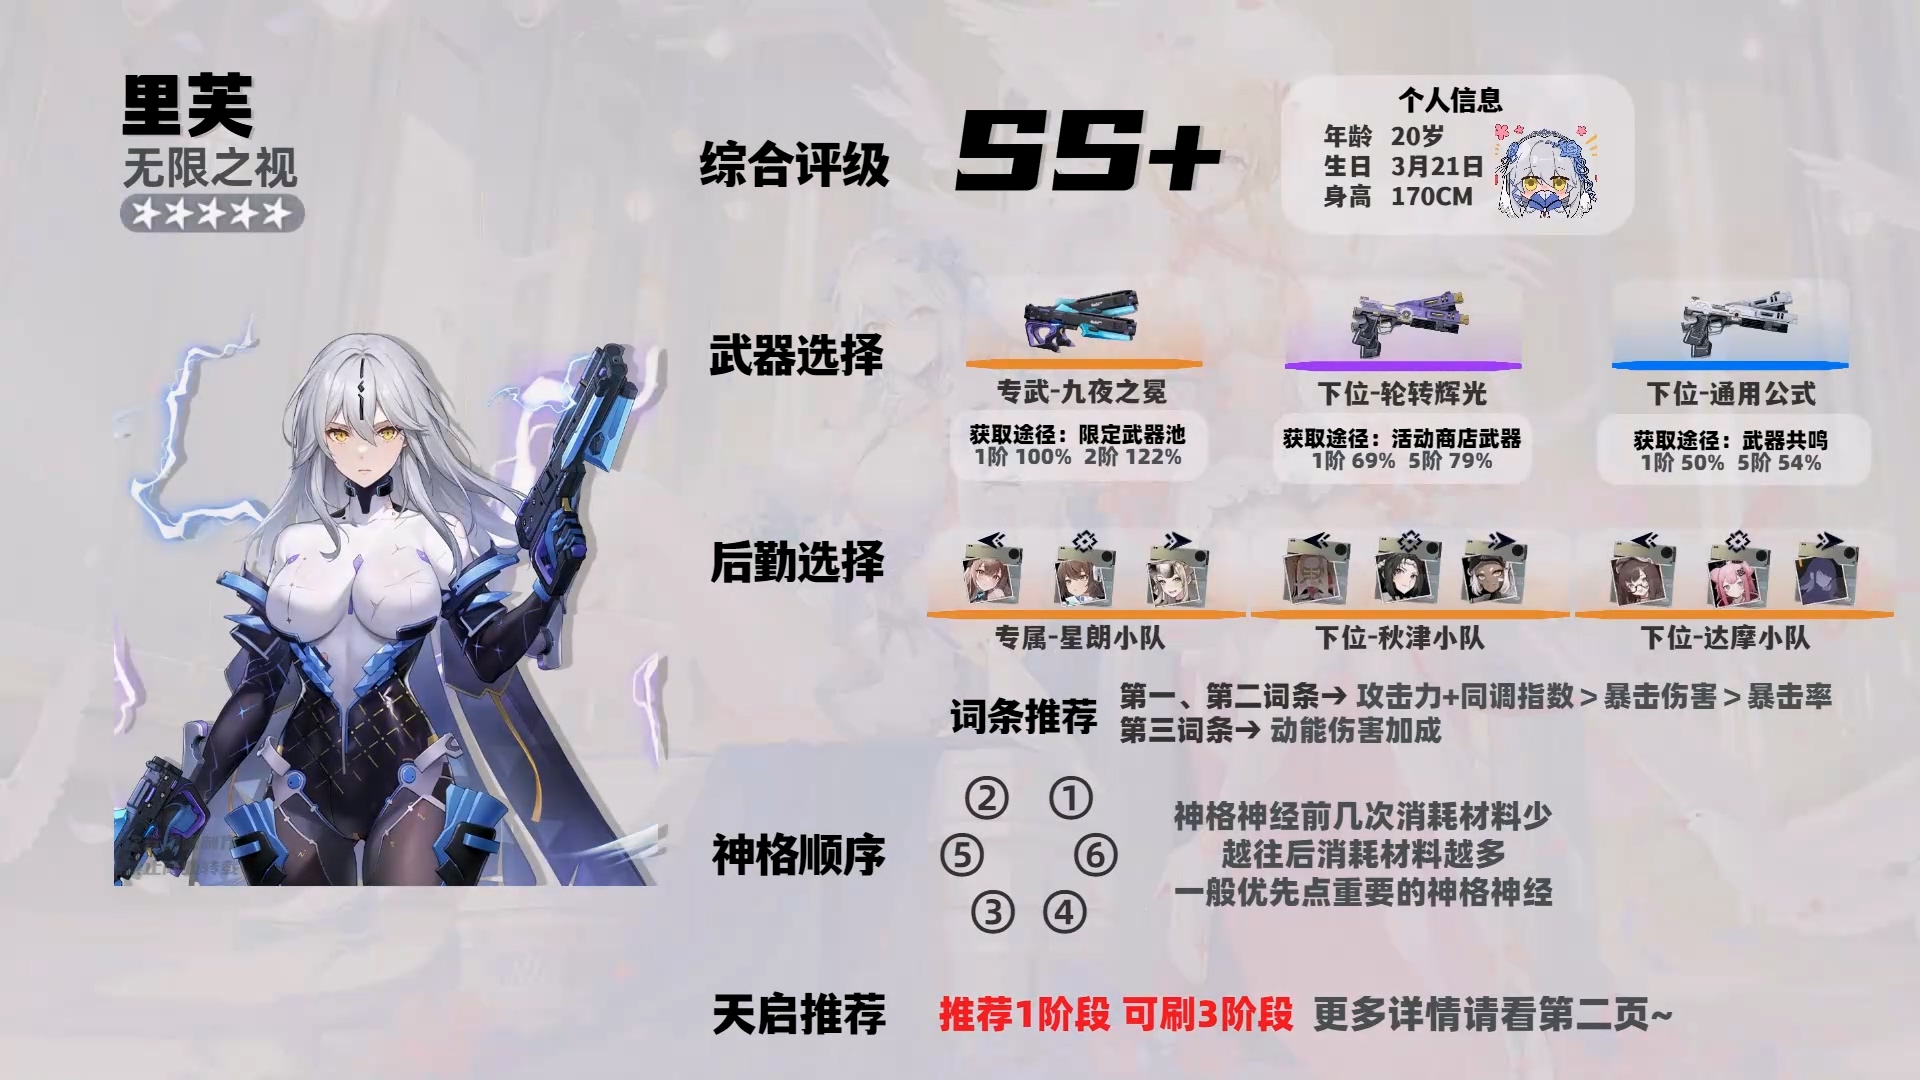 里芙
无限之视
综合评级
SS+
个人信息
年龄 20岁
生日 3月21日
身高 170CM
武器选择
专武-九夜之冕
获取途径：限定武器池
1阶 100% 2阶 122%
下位-轮转辉光
获取途径：活动商店武器
1阶 69% 5阶 79%
下位-通用公式
获取途径：武器共鸣
1阶 50% 5阶 54%
后勤选择
专属-星朗小队
下位-秋津小队
下位-达摩小队
词条推荐
第一、第二词条→ 攻击力+同调指数＞暴击伤害＞暴击率
第三词条→ 动能伤害加成
神格顺序
② ①
⑤ ⑥
③ ④
神格神经前几次消耗材料少
越往后消耗材料越多
一般优先点重要的神格神经
天启推荐
推荐1阶段 可刷3阶段 更多详情请看第二页~